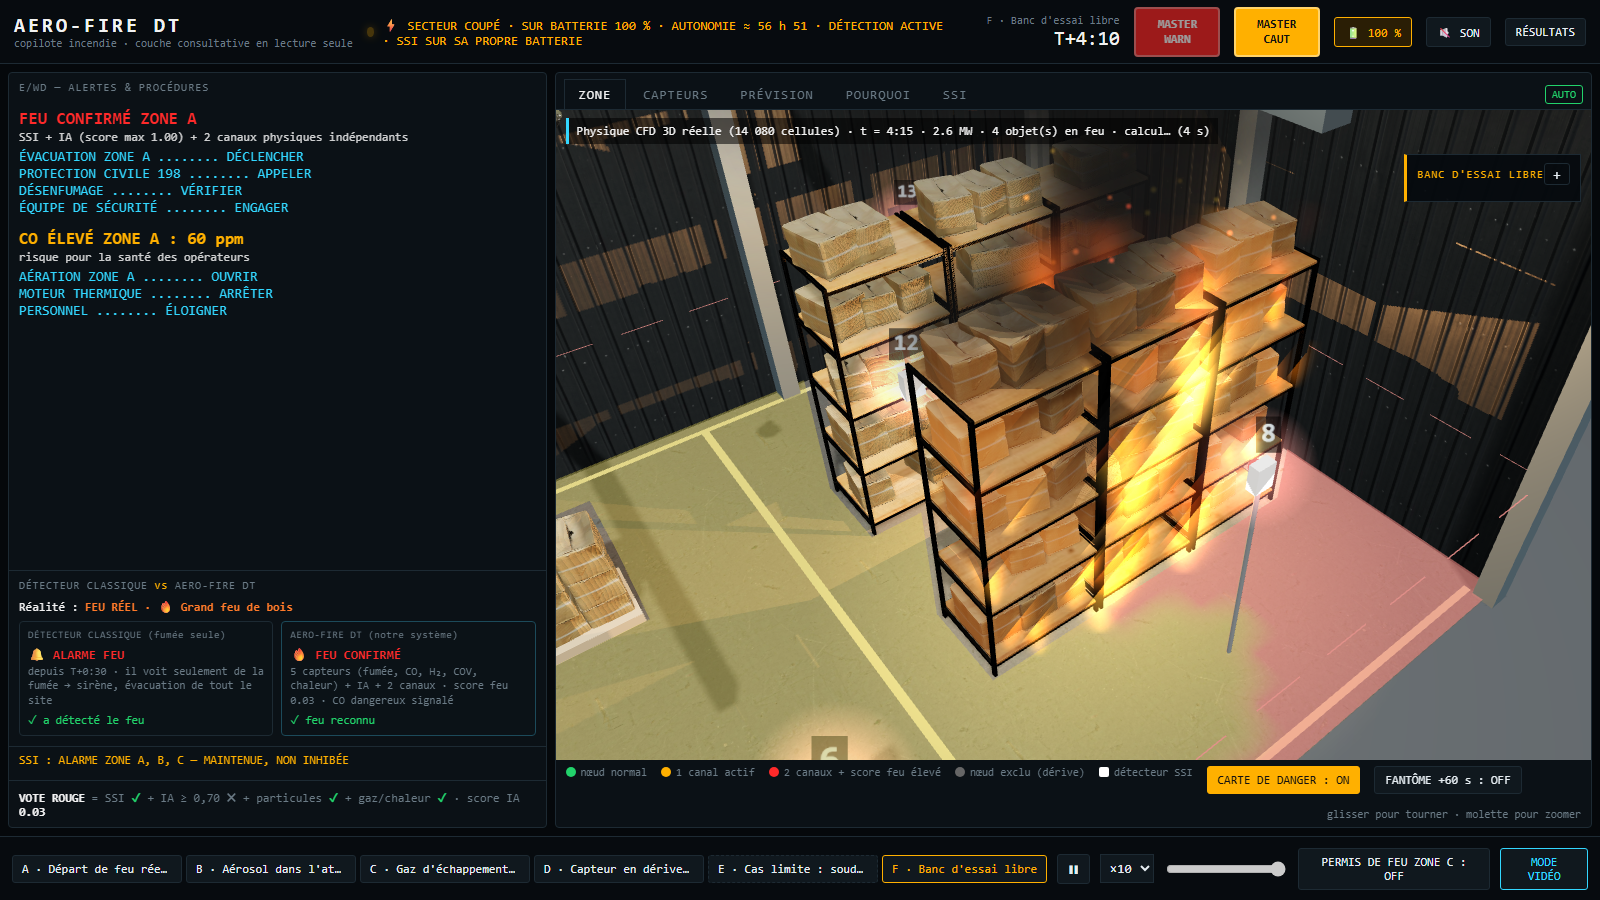 AERO-FIRE DT
copilote incendie · couche consultative en lecture seule
SECTEUR COUPÉ · SUR BATTERIE 100 % · AUTONOMIE ≈ 56 h 51 · DÉTECTION ACTIVE
· SSI SUR SA PROPRE BATTERIE
F · Banc d'essai libre
T+4:10
MASTER
WARN
MASTER
CAUT
100 %
SON
RÉSULTATS
E/WD — ALERTES & PROCÉDURES
FEU CONFIRMÉ ZONE A
SSI + IA (score max 1.00) + 2 canaux physiques indépendants
ÉVACUATION ZONE A ........ DÉCLENCHER
PROTECTION CIVILE 198 ........ APPELER
DÉSENFUMAGE ........ VÉRIFIER
ÉQUIPE DE SÉCURITÉ ........ ENGAGER
CO ÉLEVÉ ZONE A : 60 ppm
risque pour la santé des opérateurs
AÉRATION ZONE A ........ OUVRIR
MOTEUR THERMIQUE ........ ARRÊTER
PERSONNEL ........ ÉLOIGNER
DÉTECTEUR CLASSIQUE vs AERO-FIRE DT
Réalité : FEU RÉEL · Grand feu de bois
DÉTECTEUR CLASSIQUE (fumée seule)
ALARME FEU
depuis T+0:30 · il voit seulement de la
fumée → sirène, évacuation de tout le
site
✓ a détecté le feu
AERO-FIRE DT (notre système)
FEU CONFIRMÉ
5 capteurs (fumée, CO, H₂, COV,
chaleur) + IA + 2 canaux · score feu
0.03 · CO dangereux signalé
✓ feu reconnu
SSI : ALARME ZONE A, B, C — MAINTENUE, NON INHIBÉE
VOTE ROUGE = SSI ✓ + IA ≥ 0,70 ✕ + particules ✓ + gaz/chaleur ✓ · score IA
0.03
ZONE
CAPTEURS
PRÉVISION
POURQUOI
SSI
AUTO
Physique CFD 3D réelle (14 080 cellules) · t = 4:15 · 2.6 MW · 4 objet(s) en feu · calcul… (4 s)
BANC D'ESSAI LIBRE +
13
12
8
6
nœud normal
1 canal actif
2 canaux + score feu élevé
nœud exclu (dérive)
détecteur SSI
CARTE DE DANGER : ON
FANTÔME +60 s : OFF
glisser pour tourner · molette pour zoomer
A · Départ de feu rée…
B · Aérosol dans l'at…
C · Gaz d'échappement…
D · Capteur en dérive…
E · Cas limite : soud…
F · Banc d'essai libre
×10
PERMIS DE FEU ZONE C :
OFF
MODE
VIDÉO